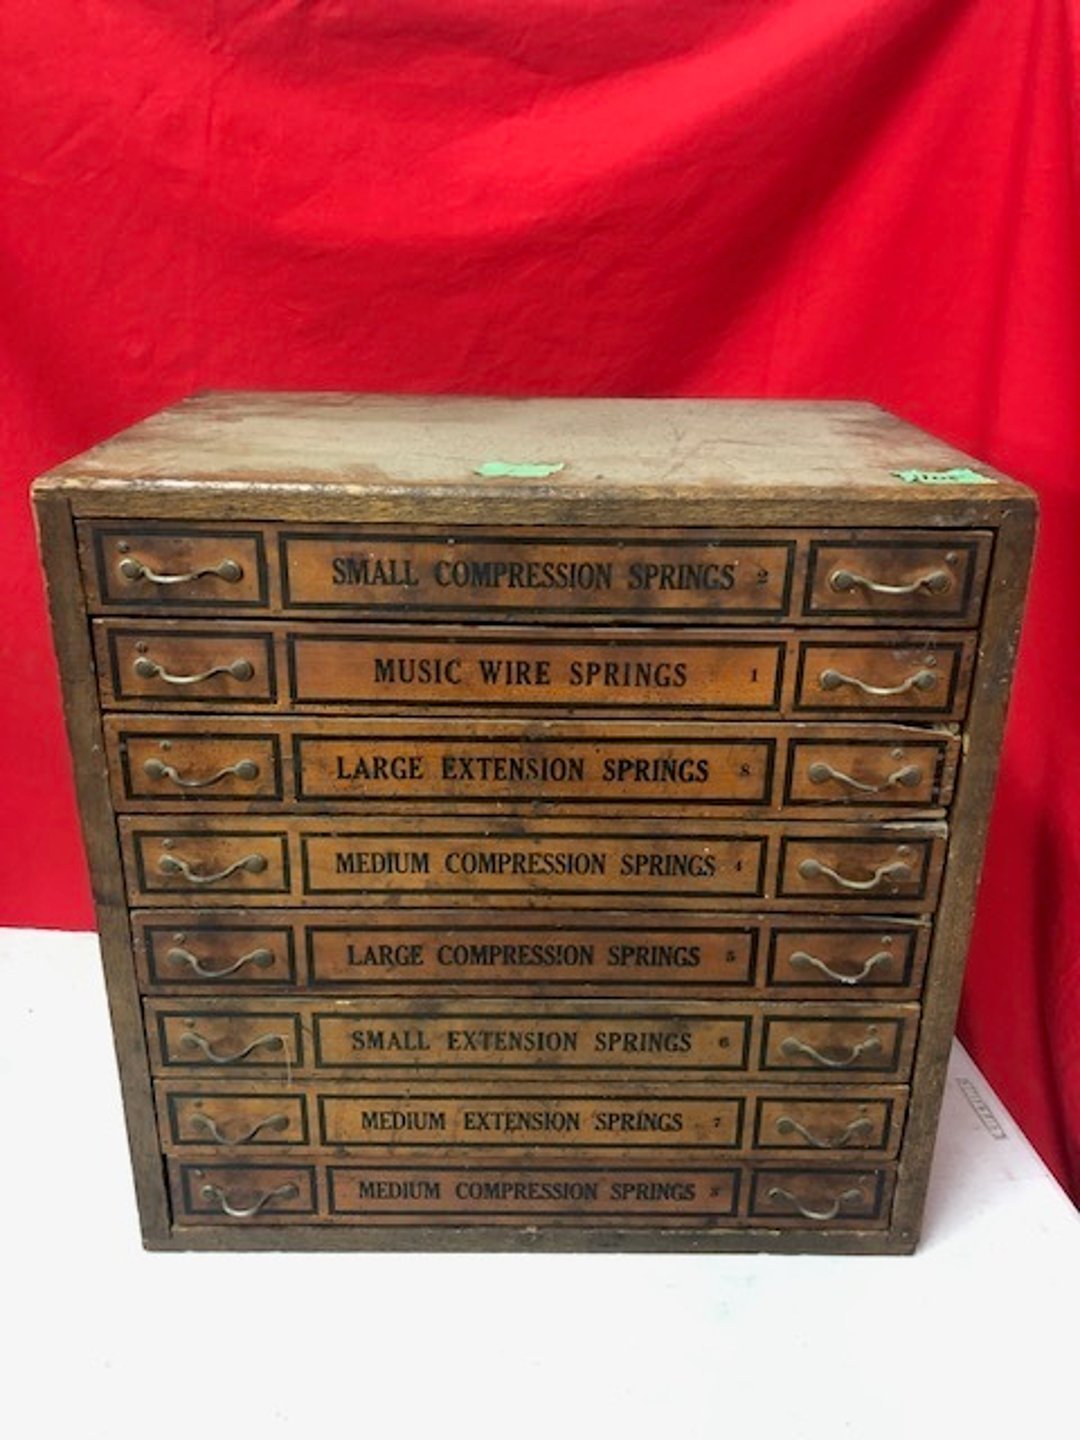 SMALL COMPRESSION SPRINGS 2
MUSIC WIRE SPRINGS 1
LARGE EXTENSION SPRINGS 8
MEDIUM COMPRESSION SPRINGS 4
LARGE COMPRESSION SPRINGS 5
SMALL EXTENSION SPRINGS 6
MEDIUM EXTENSION SPRINGS 7
MEDIUM COMPRESSION SPRINGS 3